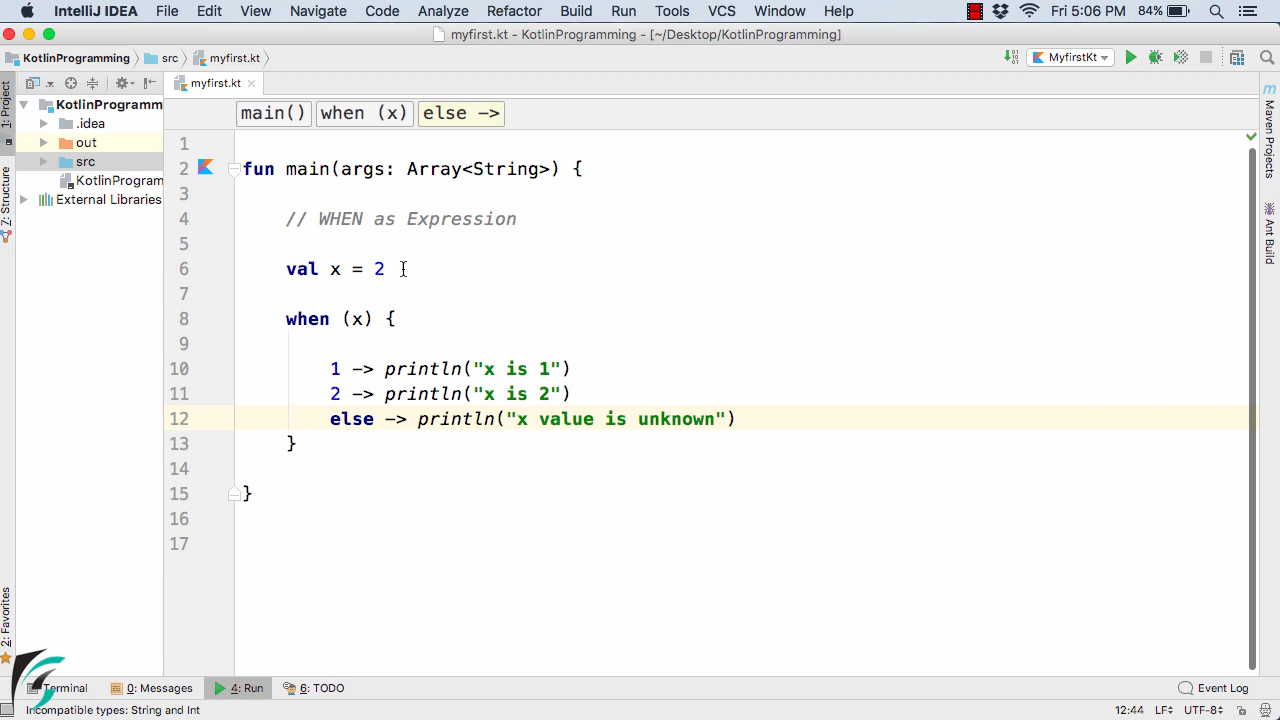 IntelliJ IDEA File Edit View Navigate Code Analyze Refactor Build Run Tools VCS Window Help Fri 5:06 PM 84%
myfirst.kt - KotlinProgramming - [~/Desktop/KotlinProgramming]
KotlinProgramming src myfirst.kt MyfirstKt
1: Project
Z: Structure
2: Favorites
KotlinProgramm
.idea
out
src
KotlinProgram
External Libraries
myfirst.kt
main() when (x) else ->
1
2 fun main(args: Array<String>) {
3
4 // WHEN as Expression
5
6 val x = 2
7
8 when (x) {
9
10 1 -> println("x is 1")
11 2 -> println("x is 2")
12 else -> println("x value is unknown")
13 }
14
15 }
16
17
m
Maven Projects
Ant Build
Terminal 0: Messages 4: Run 6: TODO Event Log
Incompatible types: String and Int 12:44 LF UTF-8